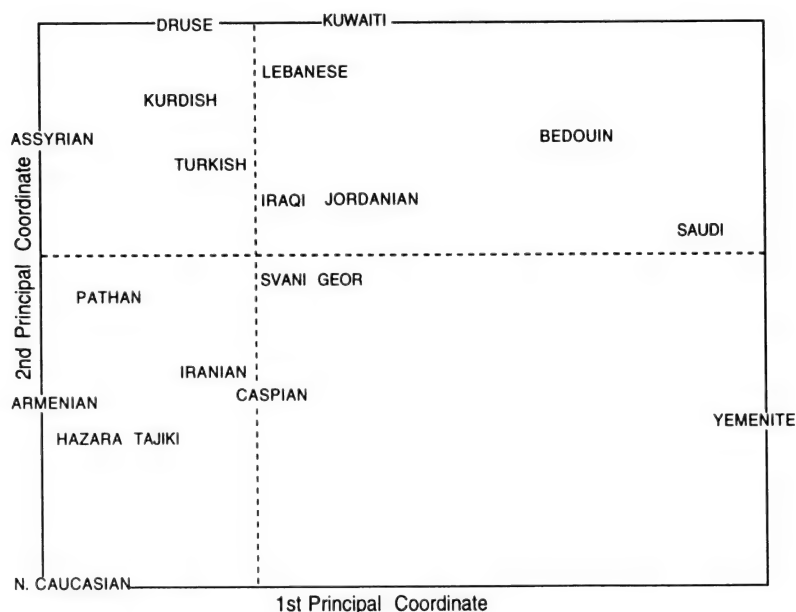 DRUSE
KUWAITI
LEBANESE
KURDISH
ASSYRIAN
BEDOUIN
TURKISH
IRAQI JORDANIAN
SAUDI
2nd Principal Coordinate
SVANI GEOR
PATHAN
IRANIAN
CASPIAN
ARMENIAN
YEMENITE
HAZARA TAJIKI
N. CAUCASIAN
1st Principal Coordinate